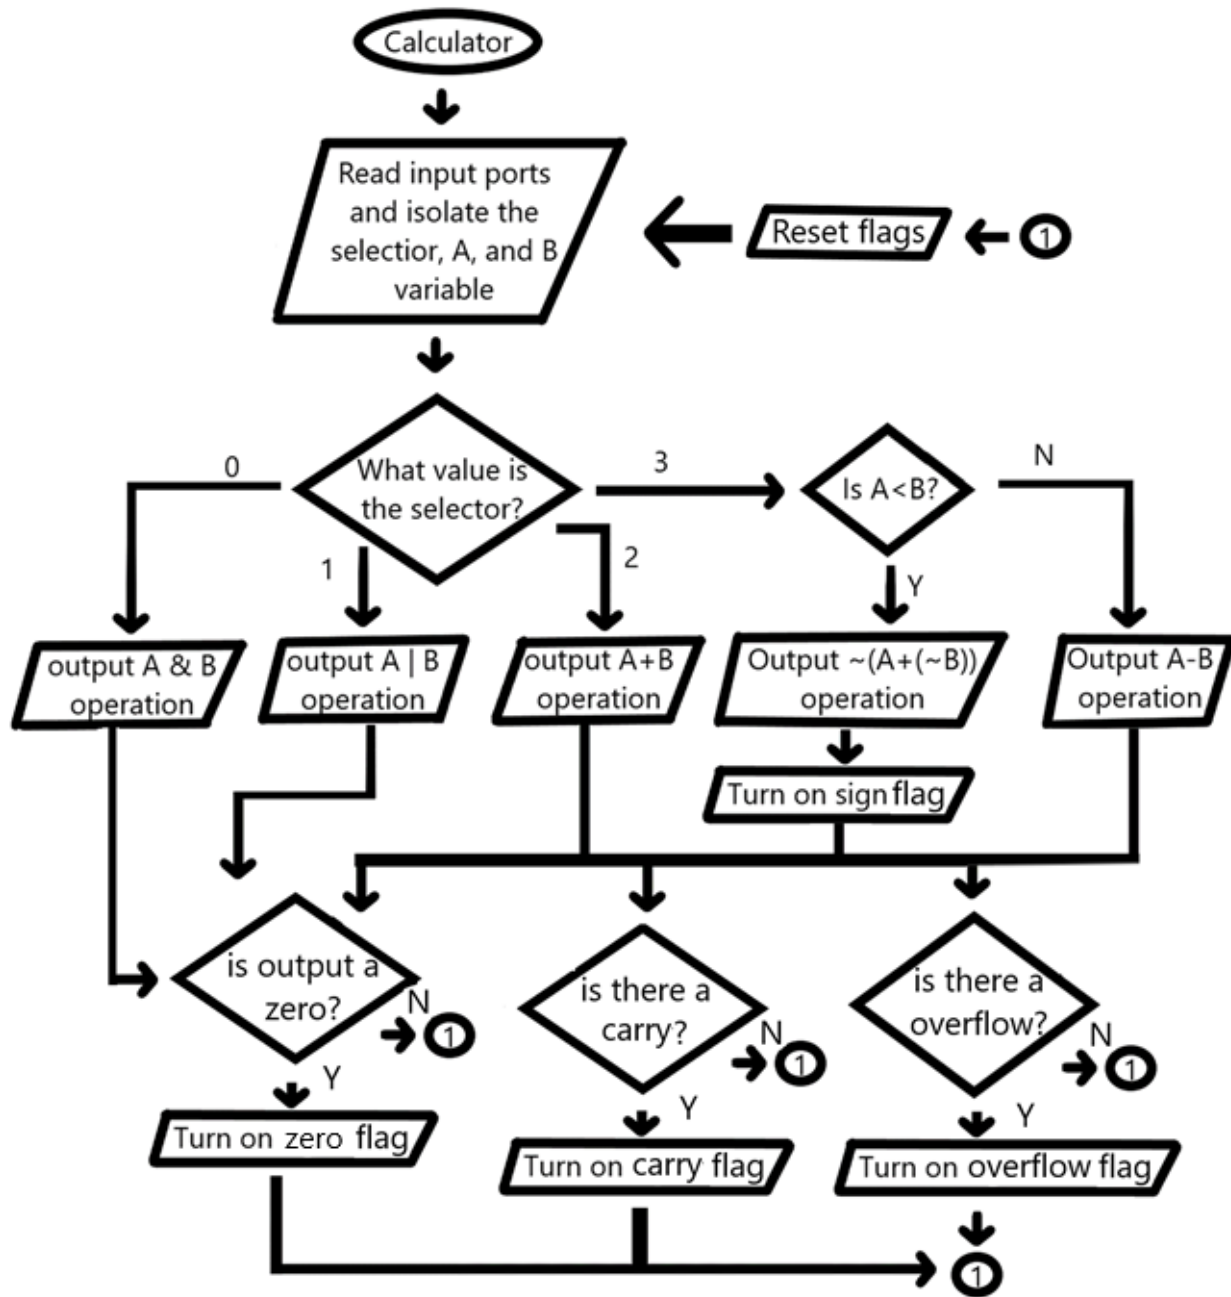 Calculator
Read input ports
and isolate the
selectior, A, and B
variable
Reset flags
1
What value is
the selector?
0
1
2
3
Is A<B?
N
Y
output A & B
operation
output A | B
operation
output A+B
operation
Output ~(A+(~B))
operation
Output A-B
operation
Turn on sign flag
is output a
zero?
N
1
Y
is there a
carry?
N
1
Y
is there a
overflow?
N
1
Y
Turn on zero flag
Turn on carry flag
Turn on overflow flag
1